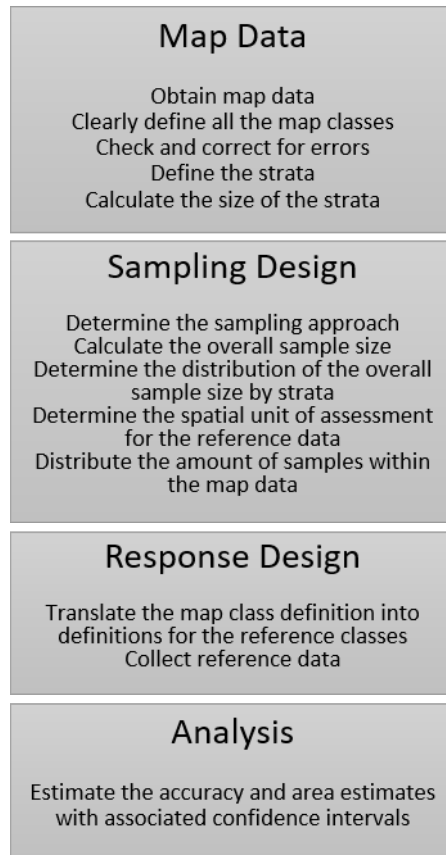 Map Data
Obtain map data
Clearly define all the map classes
Check and correct for errors
Define the strata
Calculate the size of the strata
Sampling Design
Determine the sampling approach
Calculate the overall sample size
Determine the distribution of the overall
sample size by strata
Determine the spatial unit of assessment
for the reference data
Distribute the amount of samples within
the map data
Response Design
Translate the map class definition into
definitions for the reference classes
Collect reference data
Analysis
Estimate the accuracy and area estimates
with associated confidence intervals